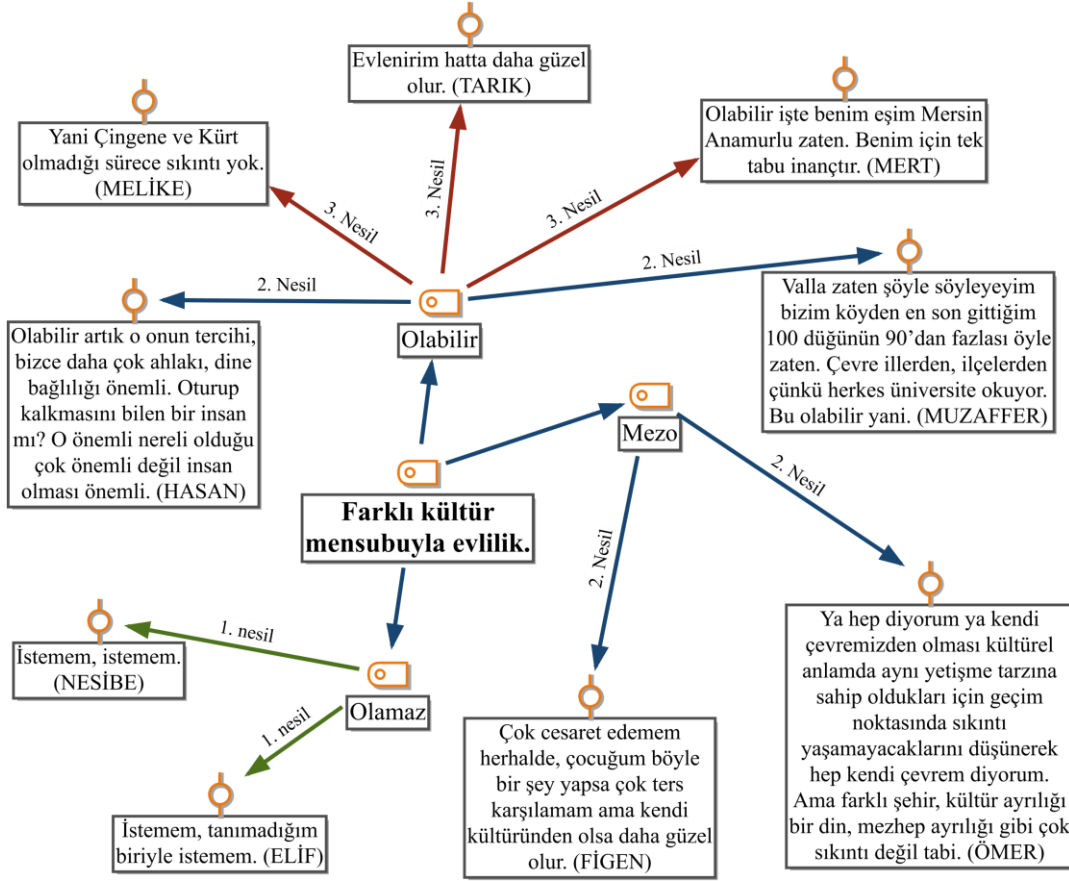 Evlenirim hatta daha güzel
olur. (TARIK)
Yani Çingene ve Kürt
olmadığı sürece sıkıntı yok.
(MELİKE)
Olabilir işte benim eşim Mersin
Anamurlu zaten. Benim için tek
tabu inançtır. (MERT)
3. Nesil
3. Nesil
3. Nesil
2. Nesil
2. Nesil
Olabilir
Olabilir artık o onun tercihi,
bizce daha çok ahlakı, dine
bağlılığı önemli. Oturup
kalkmasını bilen bir insan
mı? O önemli nereli olduğu
çok önemli değil insan
olması önemli. (HASAN)
Valla zaten şöyle söyleyeyim
bizim köyden en son gittiğim
100 düğünün 90’dan fazlası öyle
zaten. Çevre illerden, ilçelerden
çünkü herkes üniversite okuyor.
Bu olabilir yani. (MUZAFFER)
Mezo
Farklı kültür
mensubuyla evlilik.
2. Nesil
2. Nesil
1. nesil
İstemem, istemem.
(NESİBE)
Olamaz
1. nesil
İstemem, tanımadığım
biriyle istemem. (ELİF)
Çok cesaret edemem
herhalde, çocuğum böyle
bir şey yapsa çok ters
karşılamam ama kendi
kültüründen olsa daha güzel
olur. (FİGEN)
Ya hep diyorum ya kendi
çevremizden olması kültürel
anlamda aynı yetişme tarzına
sahip oldukları için geçim
noktasında sıkıntı
yaşamayacaklarını düşünerek
hep kendi çevrem diyorum.
Ama farklı şehir, kültür ayrılığı
bir din, mezhep ayrılığı gibi çok
sıkıntı değil tabi. (ÖMER)